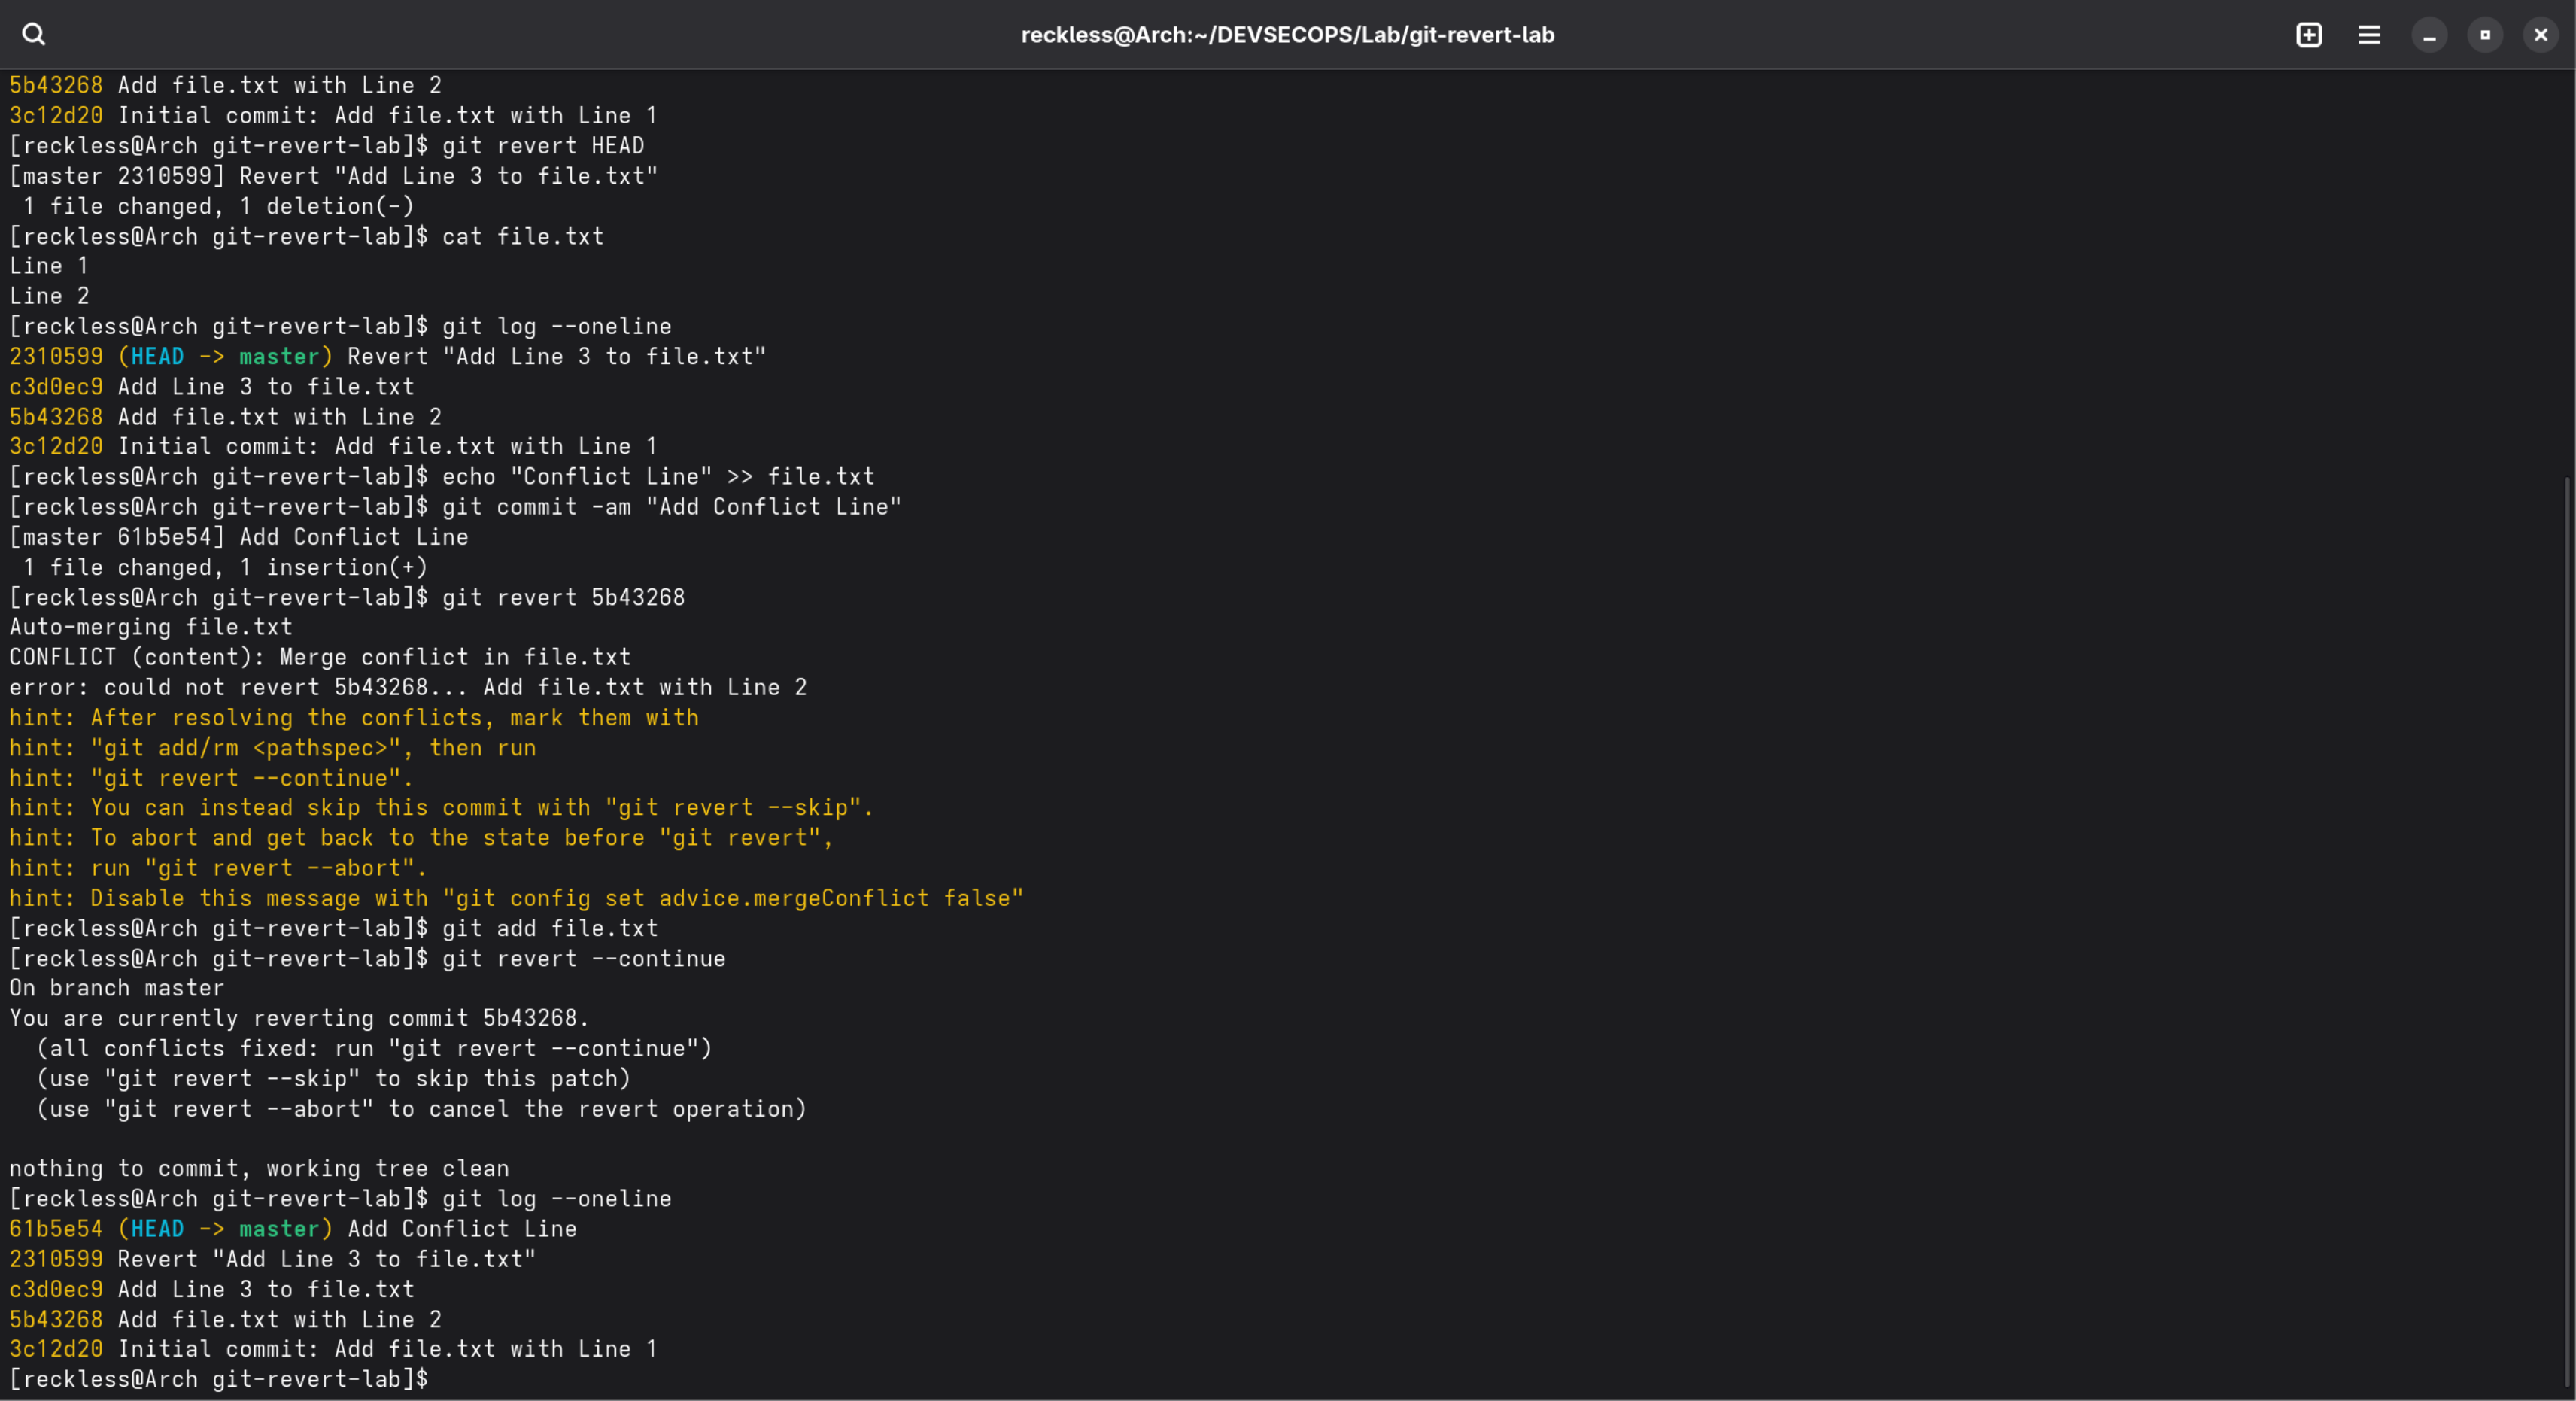 reckless@Arch:~/DEVSECOPS/Lab/git-revert-lab
5b43268 Add file.txt with Line 2
3c12d20 Initial commit: Add file.txt with Line 1
[reckless@Arch git-revert-lab]$ git revert HEAD
[master 2310599] Revert "Add Line 3 to file.txt"
 1 file changed, 1 deletion(-)
[reckless@Arch git-revert-lab]$ cat file.txt
Line 1
Line 2
[reckless@Arch git-revert-lab]$ git log --oneline
2310599 (HEAD -> master) Revert "Add Line 3 to file.txt"
c3d0ec9 Add Line 3 to file.txt
5b43268 Add file.txt with Line 2
3c12d20 Initial commit: Add file.txt with Line 1
[reckless@Arch git-revert-lab]$ echo "Conflict Line" >> file.txt
[reckless@Arch git-revert-lab]$ git commit -am "Add Conflict Line"
[master 61b5e54] Add Conflict Line
 1 file changed, 1 insertion(+)
[reckless@Arch git-revert-lab]$ git revert 5b43268
Auto-merging file.txt
CONFLICT (content): Merge conflict in file.txt
error: could not revert 5b43268... Add file.txt with Line 2
hint: After resolving the conflicts, mark them with
hint: "git add/rm <pathspec>", then run
hint: "git revert --continue".
hint: You can instead skip this commit with "git revert --skip".
hint: To abort and get back to the state before "git revert",
hint: run "git revert --abort".
hint: Disable this message with "git config set advice.mergeConflict false"
[reckless@Arch git-revert-lab]$ git add file.txt
[reckless@Arch git-revert-lab]$ git revert --continue
On branch master
You are currently reverting commit 5b43268.
  (all conflicts fixed: run "git revert --continue")
  (use "git revert --skip" to skip this patch)
  (use "git revert --abort" to cancel the revert operation)

nothing to commit, working tree clean
[reckless@Arch git-revert-lab]$ git log --oneline
61b5e54 (HEAD -> master) Add Conflict Line
2310599 Revert "Add Line 3 to file.txt"
c3d0ec9 Add Line 3 to file.txt
5b43268 Add file.txt with Line 2
3c12d20 Initial commit: Add file.txt with Line 1
[reckless@Arch git-revert-lab]$